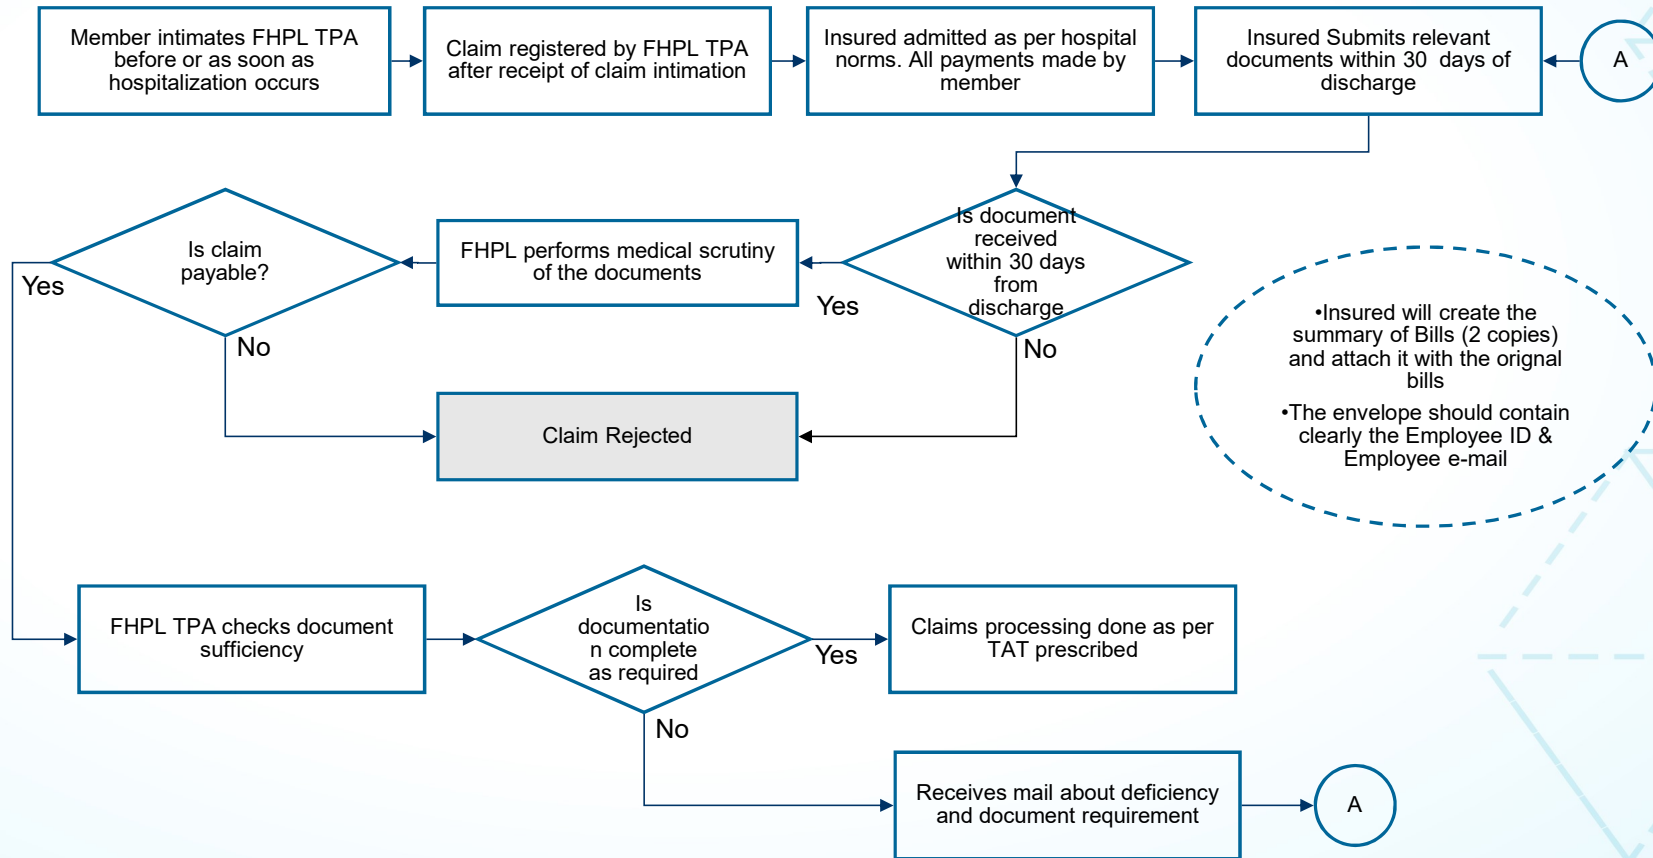 Member intimates FHPL TPA
before or as soon as
hospitalization occurs
Claim registered by FHPL TPA
after receipt of claim intimation
Insured admitted as per hospital
norms. All payments made by
member
Insured Submits relevant
documents within 30 days of
discharge
A
Is document
received
within 30 days
from
discharge
Yes
No
FHPL performs medical scrutiny
of the documents
Is claim
payable?
Yes
No
Claim Rejected
•Insured will create the
summary of Bills (2 copies)
and attach it with the orignal
bills
•The envelope should contain
clearly the Employee ID &
Employee e-mail
FHPL TPA checks document
sufficiency
Is
documentatio
n complete
as required
Yes
No
Claims processing done as per
TAT prescribed
Receives mail about deficiency
and document requirement
A